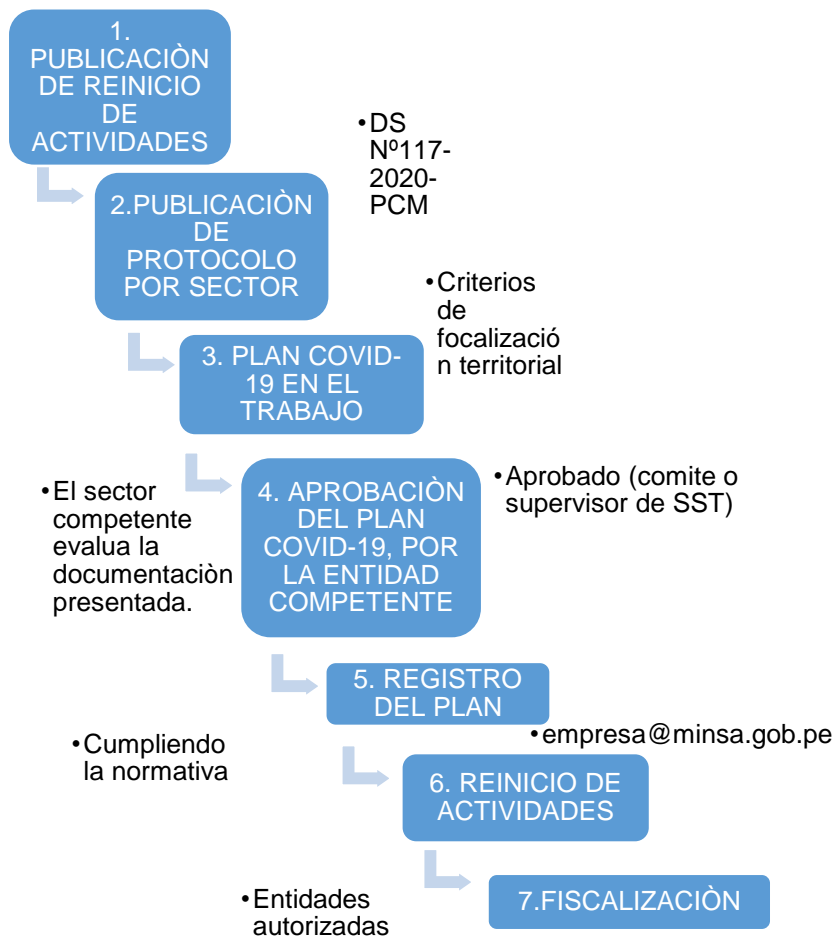 1.
PUBLICACIÒN
DE REINICIO
DE
ACTIVIDADES
•DS
Nº117-
2020-
PCM
2.PUBLICACIÒN
DE
PROTOCOLO
POR SECTOR
•Criterios
de
focalizació
n territorial
3. PLAN COVID-
19 EN EL
TRABAJO
•Aprobado (comite o
supervisor de SST)
4. APROBACIÒN
DEL PLAN
COVID-19, POR
LA ENTIDAD
COMPETENTE
•El sector
competente
evalua la
documentaciòn
presentada.
5. REGISTRO
DEL PLAN
•empresa@minsa.gob.pe
•Cumpliendo
la normativa
6. REINICIO DE
ACTIVIDADES
7.FISCALIZACIÒN
•Entidades
autorizadas